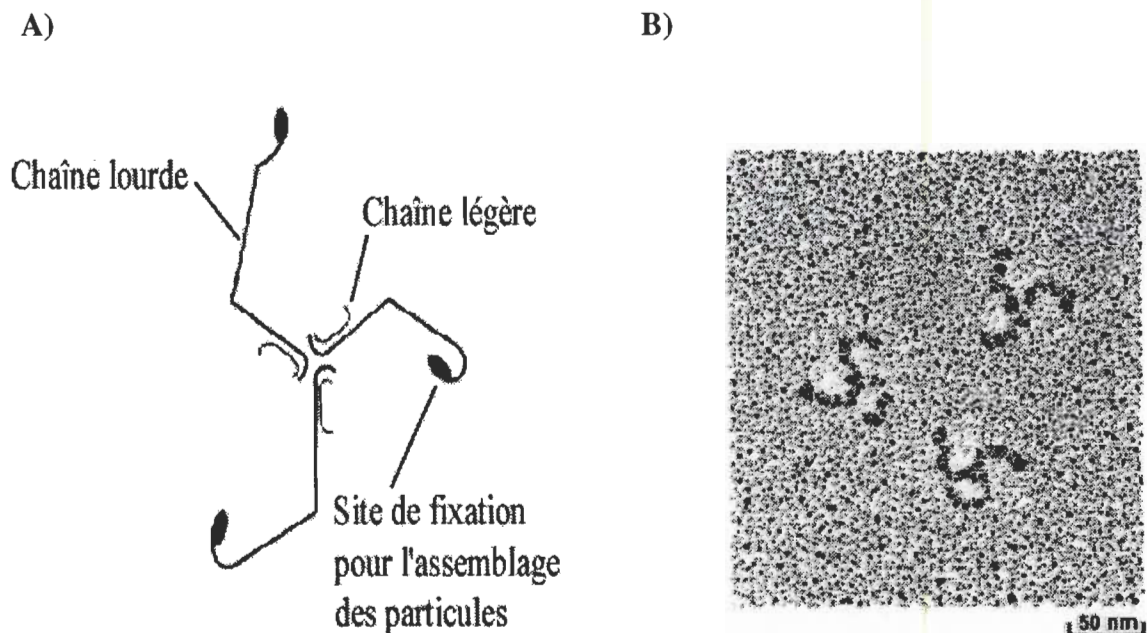 A)
B)
Chaîne lourde
Chaîne légère
Site de fixation
pour l'assemblage
des particules
50 nm